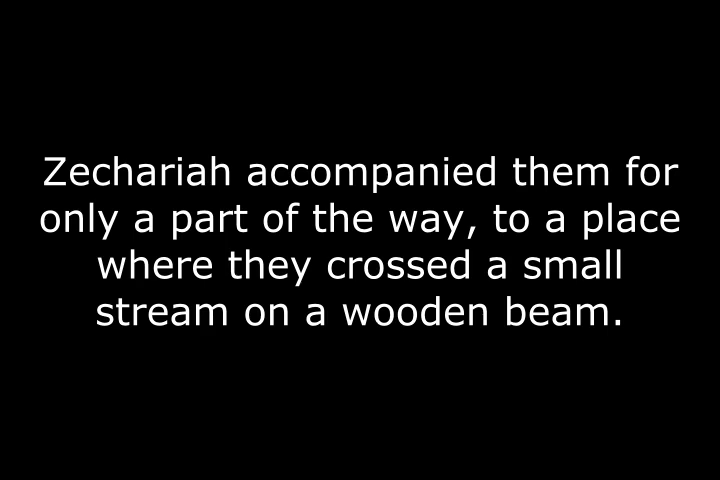 Zechariah accompanied them for
only a part of the way, to a place
where they crossed a small
stream on a wooden beam.